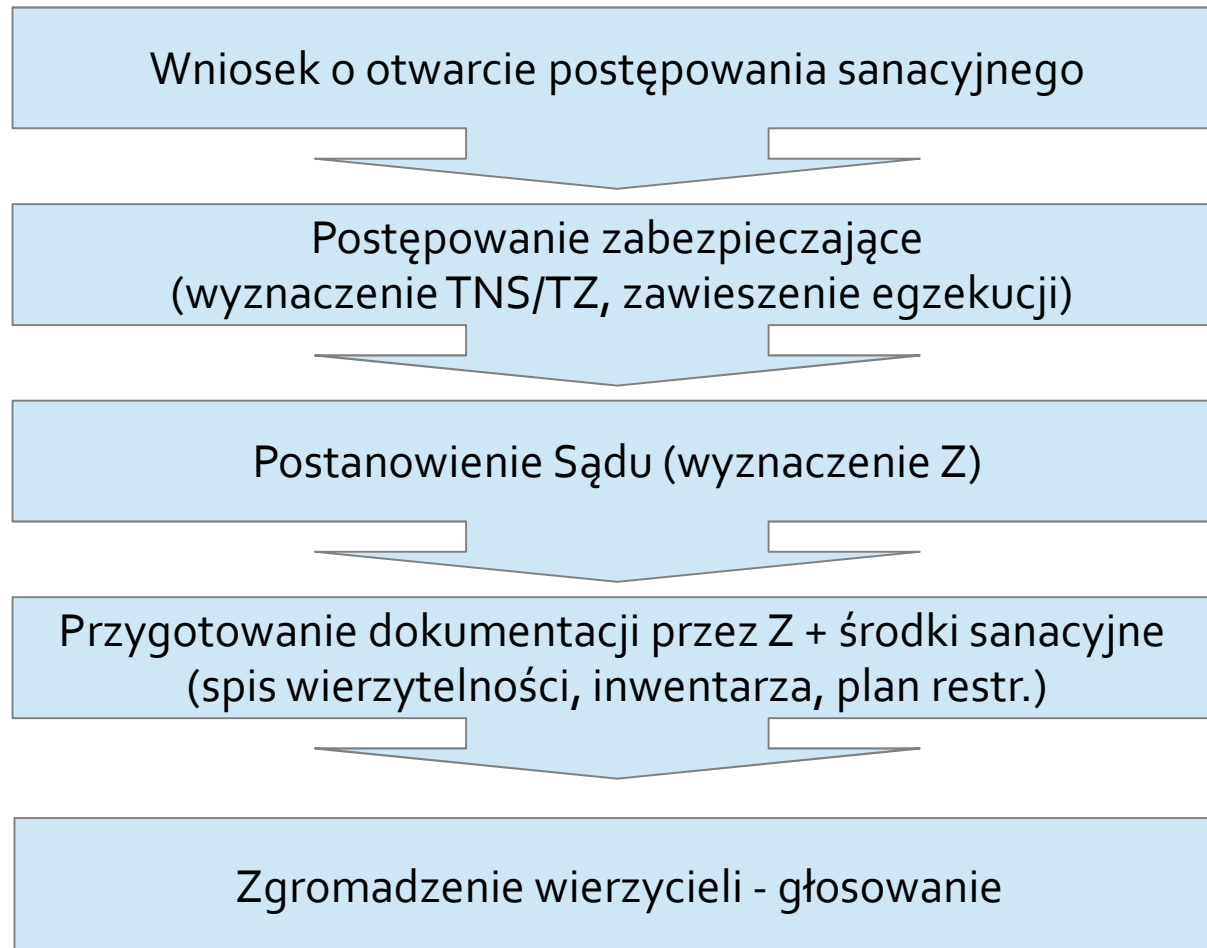 Wniosek o otwarcie postępowania sanacyjnego
Postępowanie zabezpieczające
(wyznaczenie TNS/TZ, zawieszenie egzekucji)
Postanowienie Sądu (wyznaczenie Z)
Przygotowanie dokumentacji przez Z + środki sanacyjne
(spis wierzytelności, inwentarza, plan restr.)
Zgromadzenie wierzycieli - głosowanie